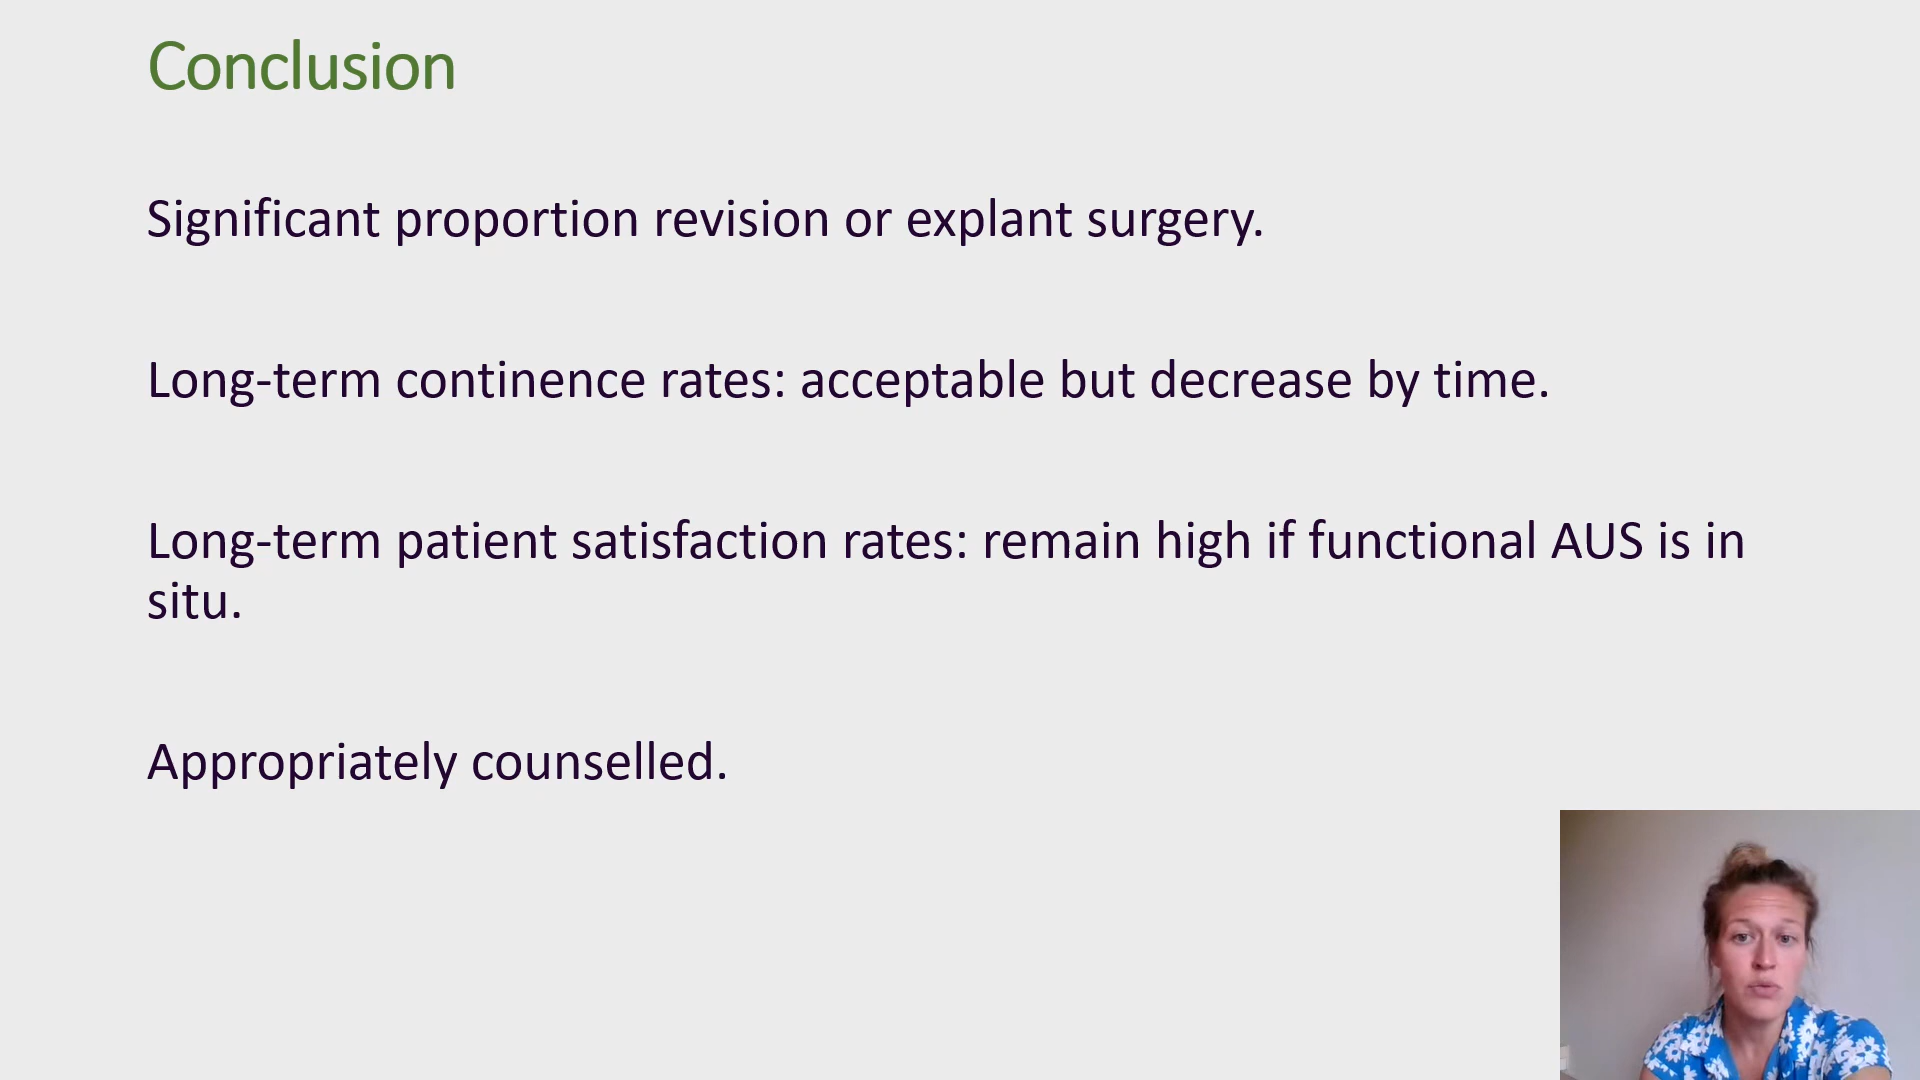 Conclusion
Significant proportion revision or explant surgery.
Long-term continence rates: acceptable but decrease by time.
Long-term patient satisfaction rates: remain high if functional AUS is in
situ.
Appropriately counselled.